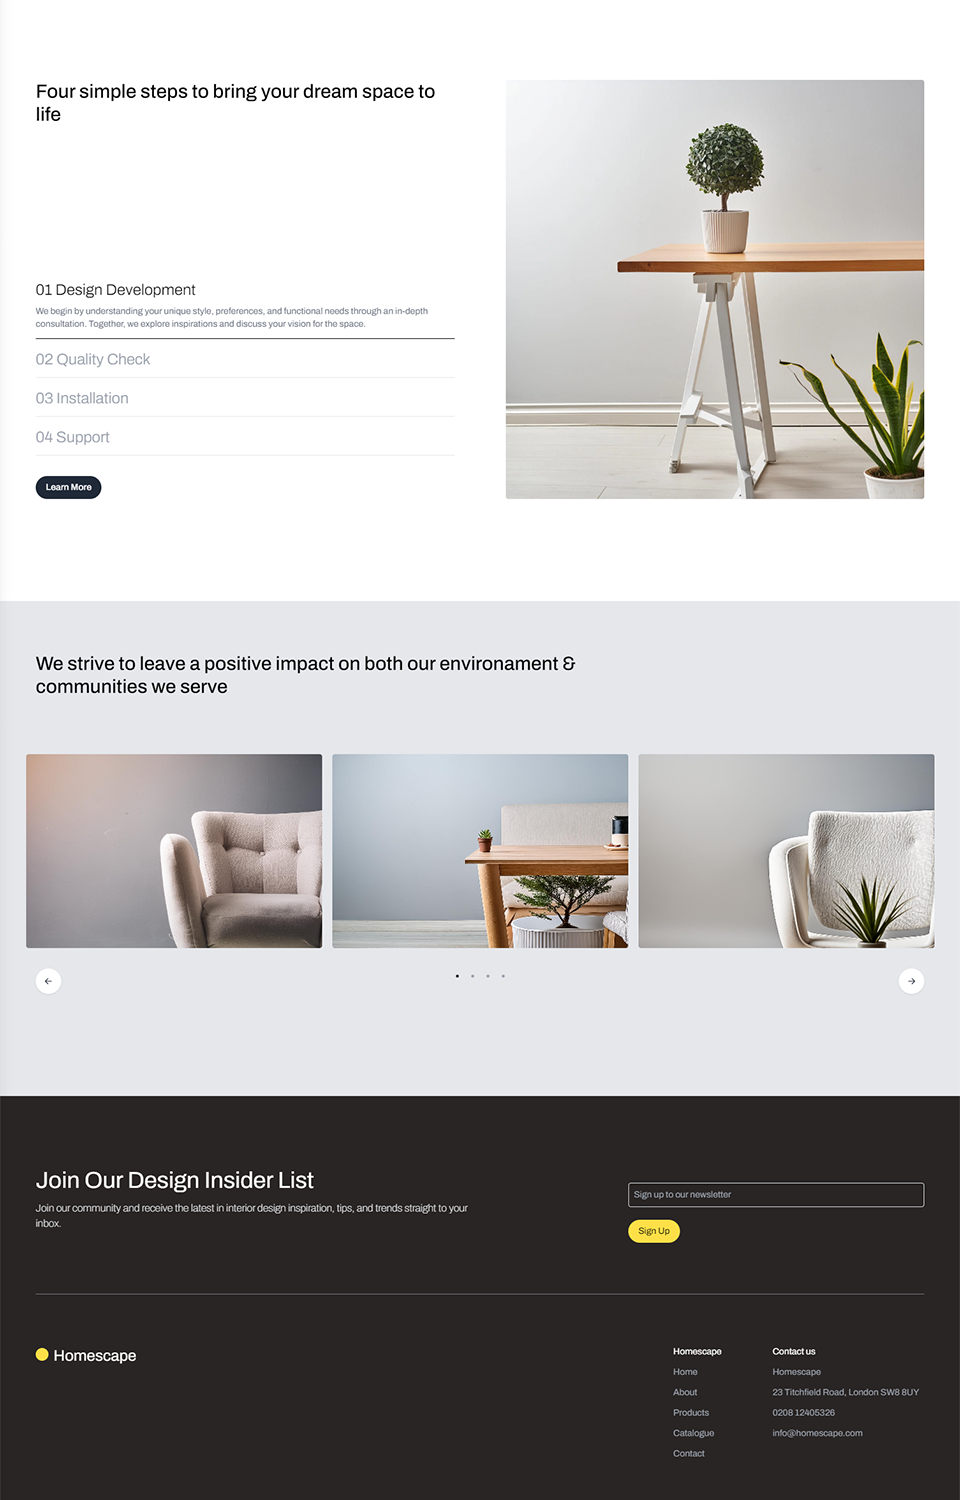 Four simple steps to bring your dream space to
life
01 Design Development
We begin by understanding your unique style, preferences, and functional needs through an in-depth
consultation. Together, we explore inspirations and discuss your vision for the space.
02 Quality Check
03 Installation
04 Support
Learn More
We strive to leave a positive impact on both our environament &
communities we serve
Join Our Design Insider List
Join our community and receive the latest in interior design inspiration, tips, and trends straight to your
inbox.
Sign up to our newsletter
Sign Up
Homescape
Homescape
Home
About
Products
Catalogue
Contact
Contact us
Homescape
23 Titchfield Road, London SW8 8UY
0208 12405326
info@homescape.com